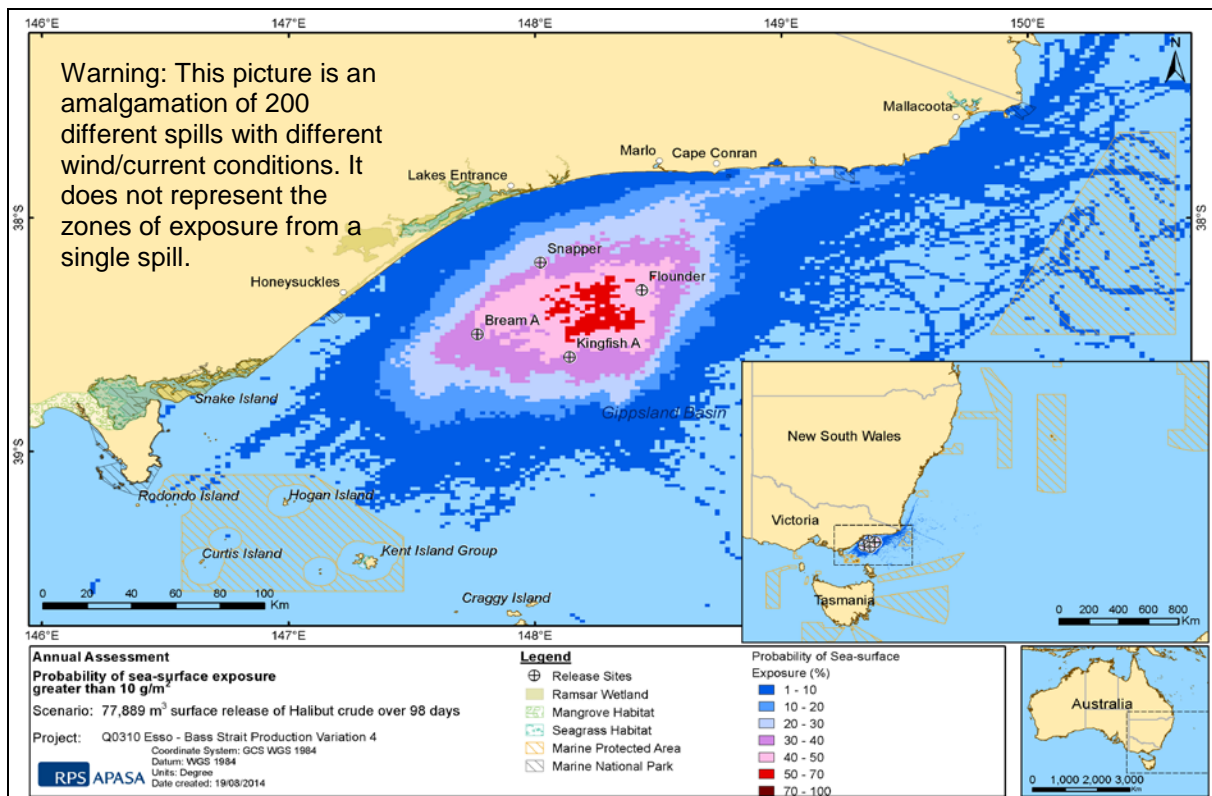 146°E 147°E 148°E 149°E 150°E
Warning: This picture is an
amalgamation of 200
different spills with different
wind/current conditions. It
does not represent the
zones of exposure from a
single spill.
N
Mallacoota
Marlo
Cape Conran
Lakes Entrance
38°S 38°S
Snapper
Flounder
Honeysuckles
Bream A
Kingfish A
Snake Island
Gippsland Basin
39°S
Rodondo Island
Hogan Island
Curtis Island
Kent Island Group
Craggy Island
0 20 40 60 80 100
Km
New South Wales
Victoria
Tasmania
0 200 400 600 800
Km
146°E 147°E 148°E
Annual Assessment
Probability of sea-surface exposure
greater than 10 g/m²
Scenario: 77,889 m³ surface release of Halibut crude over 98 days
Project: Q0310 Esso - Bass Strait Production Variation 4
Coordinate System: GCS WGS 1984
Datum: WGS 1984
Units: Degree
Date created: 19/08/2014
RPS APASA
Legend
Release Sites
Ramsar Wetland
Mangrove Habitat
Seagrass Habitat
Marine Protected Area
Marine National Park
Probability of Sea-surface
Exposure (%)
1 - 10
10 - 20
20 - 30
30 - 40
40 - 50
50 - 70
70 - 100
Australia
0 1,000 2,000 3,000
Km